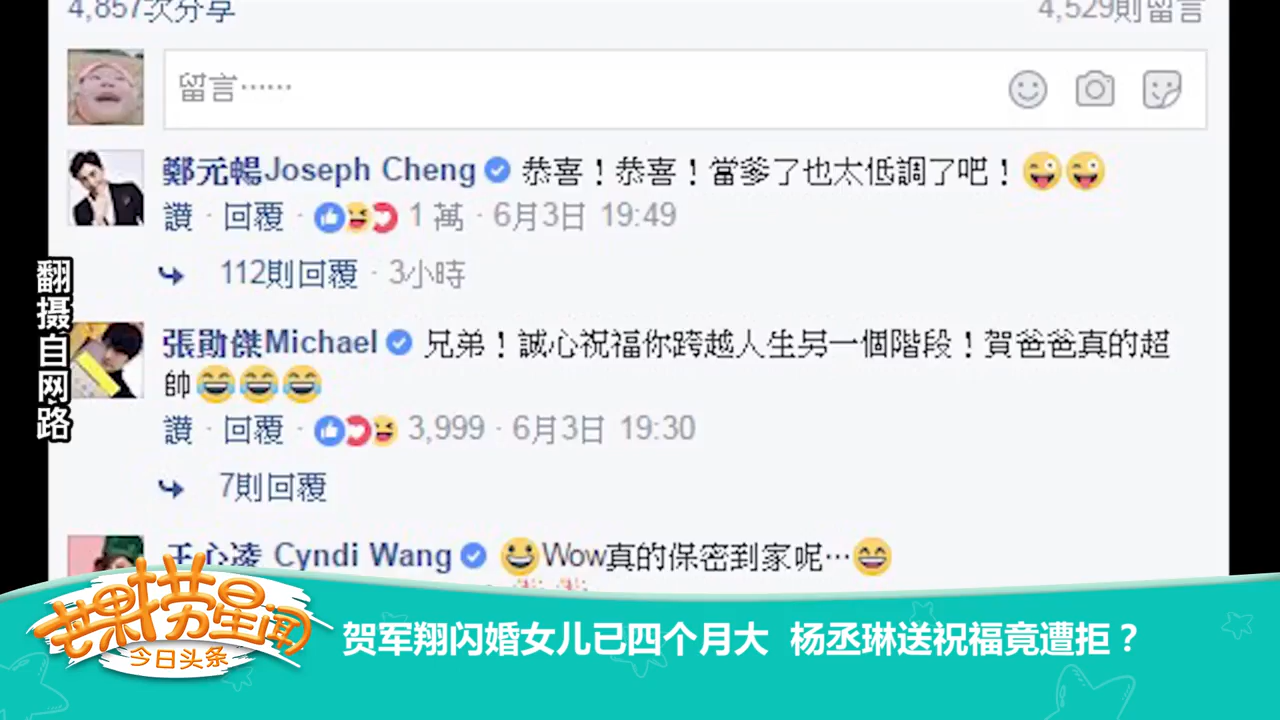 4,857次分享
4,529則留言
留言……
鄭元暢Joseph Cheng 恭喜！恭喜！當爹了也太低調了吧！
讚 · 回覆 · 1 萬 · 6月3日 19:49
112則回覆 · 3小時
張勛傑Michael 兄弟！誠心祝福你跨越人生另一個階段！賀爸爸真的超
帥
讚 · 回覆 · 3,999 · 6月3日 19:30
7則回覆
王心凌 Cyndi Wang Wow真的保密到家呢…
翻摄自网路
芒果捞星闻
今日头条
贺军翔闪婚女儿已四个月大 杨丞琳送祝福竟遭拒？